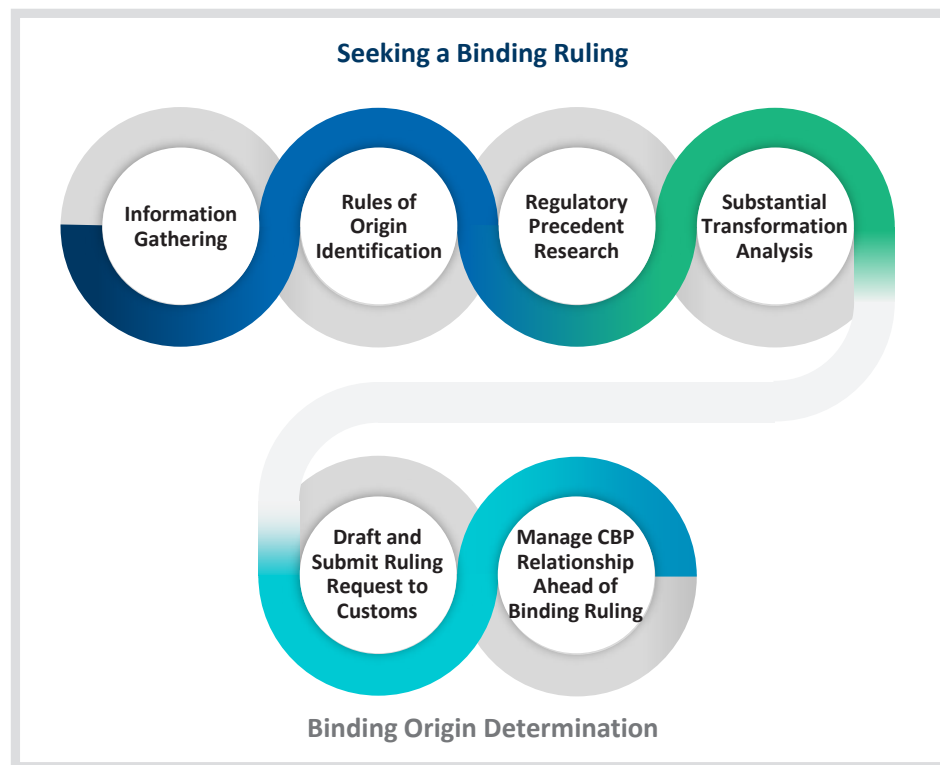 Seeking a Binding Ruling
Information
Gathering
Rules of
Origin
Identification
Regulatory
Precedent
Research
Substantial
Transformation
Analysis
Draft and
Submit Ruling
Request to
Customs
Manage CBP
Relationship
Ahead of
Binding Ruling
Binding Origin Determination